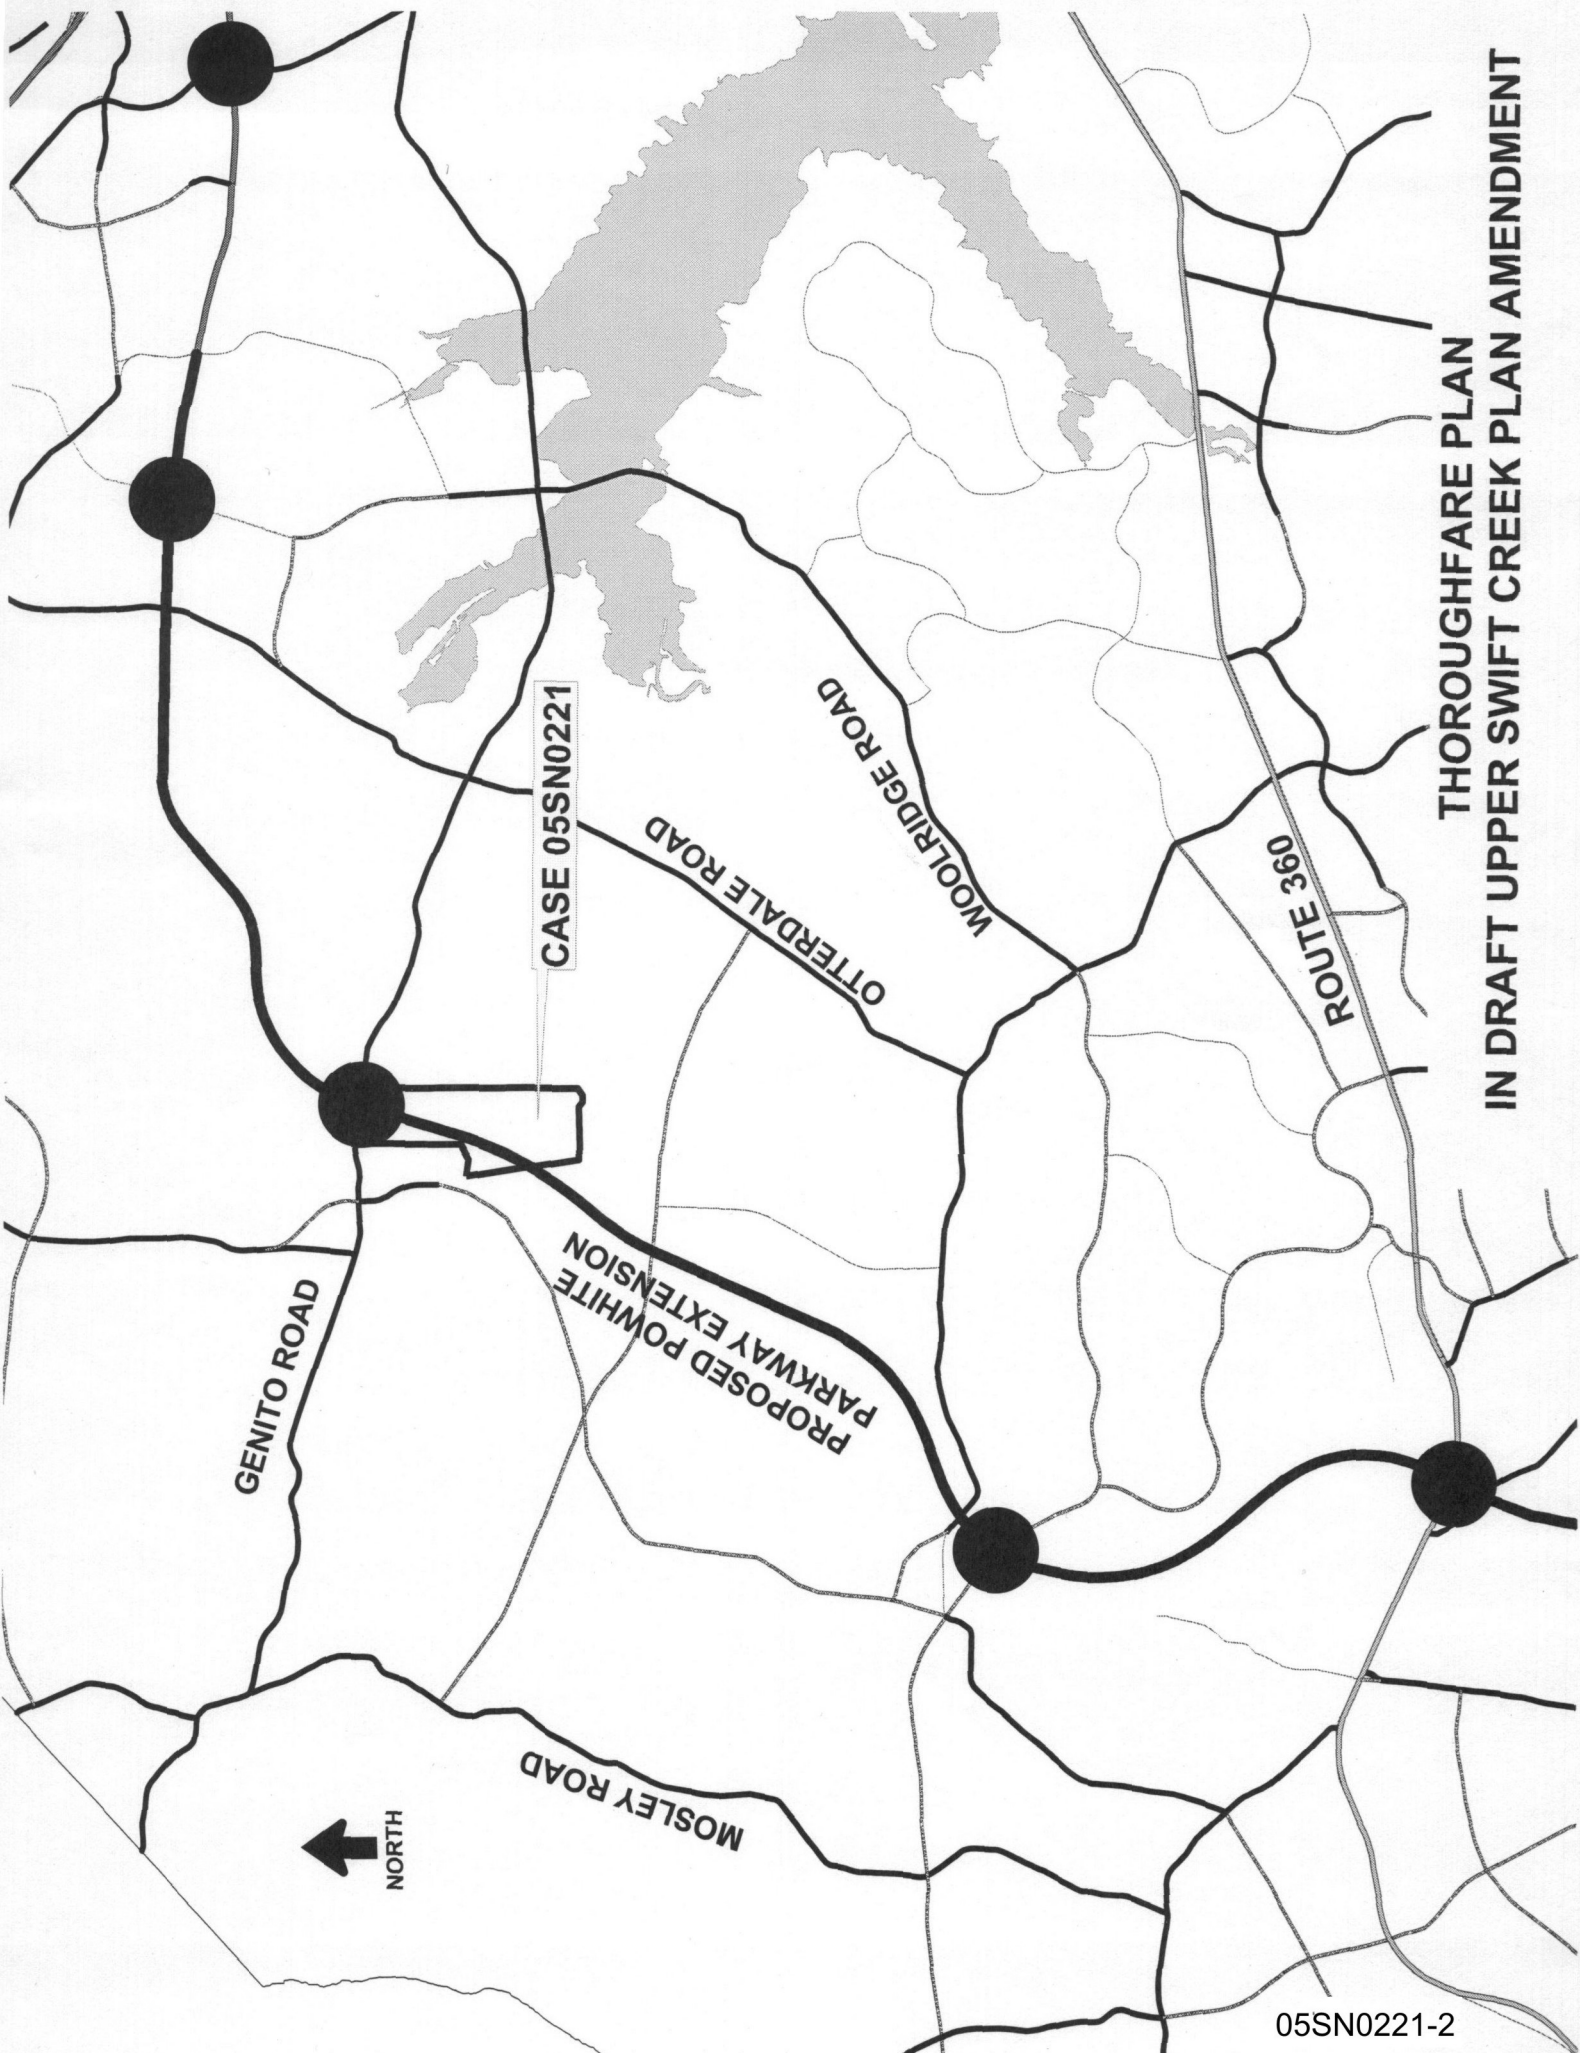 CASE 05SN0221
GENITO ROAD
PROPOSED POWHITE
PARKWAY EXTENSION
OTTERDALE ROAD
WOOLRIDGE ROAD
ROUTE 360
MOSLEY ROAD
NORTH
THOROUGHFARE PLAN
IN DRAFT UPPER SWIFT CREEK PLAN AMENDMENT
05SN0221-2